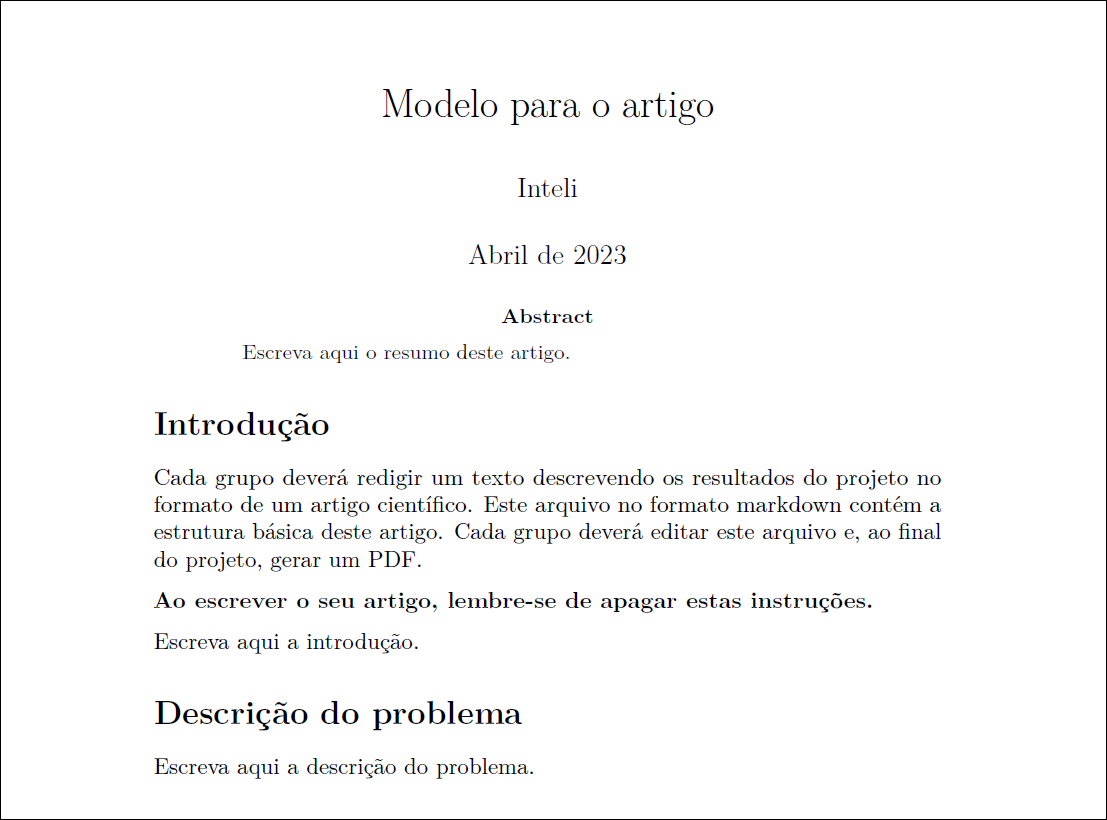 Modelo para o artigo
Inteli
Abril de 2023
Abstract
Escreva aqui o resumo deste artigo.
Introdução
Cada grupo deverá redigir um texto descrevendo os resultados do projeto no
formato de um artigo científico. Este arquivo no formato markdown contém a
estrutura básica deste artigo. Cada grupo deverá editar este arquivo e, ao final
do projeto, gerar um PDF.
Ao escrever o seu artigo, lembre-se de apagar estas instruções.
Escreva aqui a introdução.
Descrição do problema
Escreva aqui a descrição do problema.